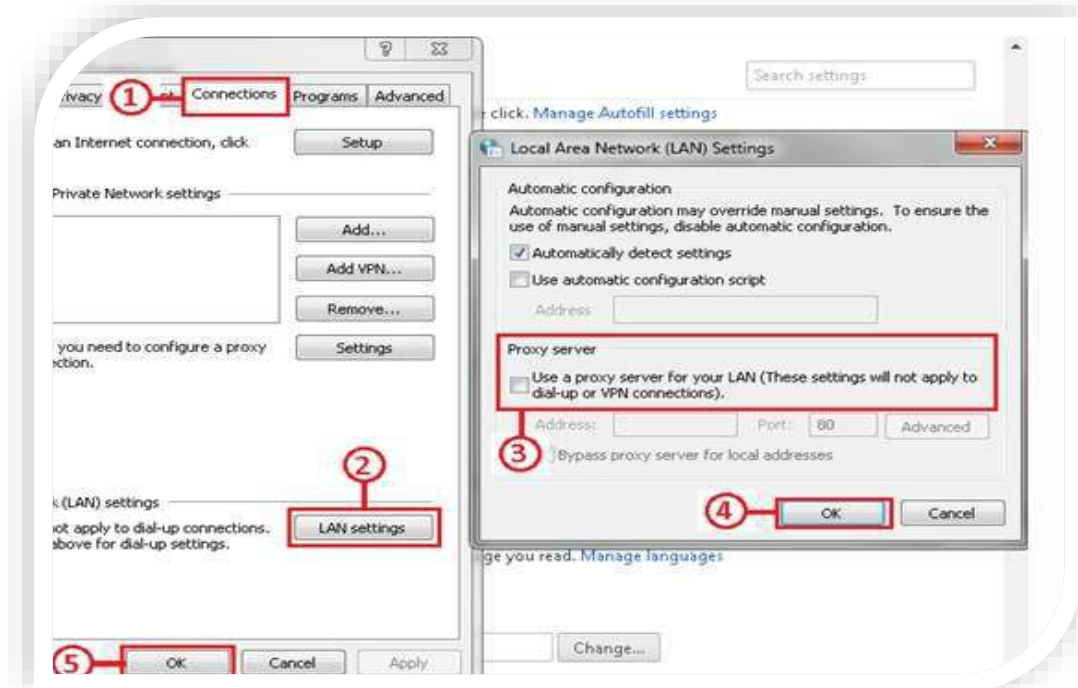 Search settings
1
ivacy
Connections
Programs
Advanced
click. Manage Autofill settings
an Internet connection, click
Setup
Private Network settings
Add...
Add VPN...
Remove...
you need to configure a proxy
Settings
Local Area Network (LAN) Settings
Automatic configuration
Automatic configuration may override manual settings. To ensure the
use of manual settings, disable automatic configuration.
Automatically detect settings
Use automatic configuration script
Address
Proxy server
Use a proxy server for your LAN (These settings will not apply to
dial-up or VPN connections).
3
Address:
Port:
80
Advanced
Bypass proxy server for local addresses
4
OK
Cancel
2
(LAN) settings
ot apply to dial-up connections.
LAN settings
above for dial-up settings.
ge you read. Manage languages
Change...
5
OK
Cancel
Apply